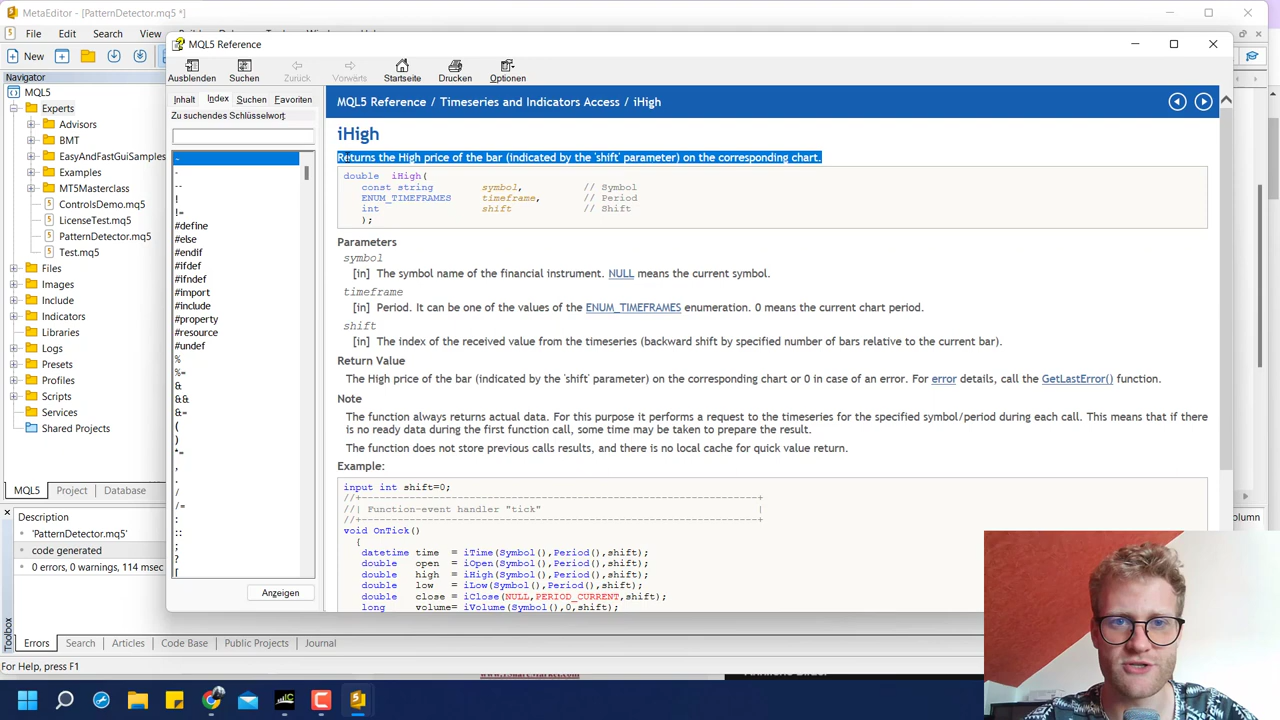 MetaEditor - [PatternDetector.mq5 *]
File Edit Search View
New
Navigator
MQL5
Experts
Advisors
BMT
EasyAndFastGuiSamples
Examples
MT5Masterclass
ControlsDemo.mq5
LicenseTest.mq5
PatternDetector.mq5
Test.mq5
Files
Images
Include
Indicators
Libraries
Logs
Presets
Profiles
Scripts
Services
Shared Projects
MQL5 Project Database
Description
'PatternDetector.mq5'
code generated
0 errors, 0 warnings, 114 msec
Toolbox
Errors Search Articles Code Base Public Projects Journal
For Help, press F1
MQL5 Reference
Ausblenden Suchen Zurück Vorwärts Startseite Drucken Optionen
Inhalt Index Suchen Favoriten
Zu suchendes Schlüsselwort:
-
-
--
!
!=
#define
#else
#endif
#ifdef
#ifndef
#import
#include
#property
#resource
#undef
%
%=
&
&&
&=
(
)
*=
,
.
/
/=
:
::
;
?
[
Anzeigen
MQL5 Reference / Timeseries and Indicators Access / iHigh
iHigh
Returns the High price of the bar (indicated by the 'shift' parameter) on the corresponding chart.
double iHigh(
const string symbol, // Symbol
ENUM_TIMEFRAMES timeframe, // Period
int shift // Shift
);
Parameters
symbol
[in] The symbol name of the financial instrument. NULL means the current symbol.
timeframe
[in] Period. It can be one of the values of the ENUM_TIMEFRAMES enumeration. 0 means the current chart period.
shift
[in] The index of the received value from the timeseries (backward shift by specified number of bars relative to the current bar).
Return Value
The High price of the bar (indicated by the 'shift' parameter) on the corresponding chart or 0 in case of an error. For error details, call the GetLastError() function.
Note
The function always returns actual data. For this purpose it performs a request to the timeseries for the specified symbol/period during each call. This means that if there
is no ready data during the first function call, some time may be taken to prepare the result.
The function does not store previous calls results, and there is no local cache for quick value return.
Example:
input int shift=0;
//+------------------------------------------------------------------+
//| Function-event handler "tick" |
//+------------------------------------------------------------------+
void OnTick()
{
datetime time = iTime(Symbol(),Period(),shift);
double open = iOpen(Symbol(),Period(),shift);
double high = iHigh(Symbol(),Period(),shift);
double low = iLow(Symbol(),Period(),shift);
double close = iClose(NULL,PERIOD_CURRENT,shift);
long volume= iVolume(Symbol(),0,shift);
olumn